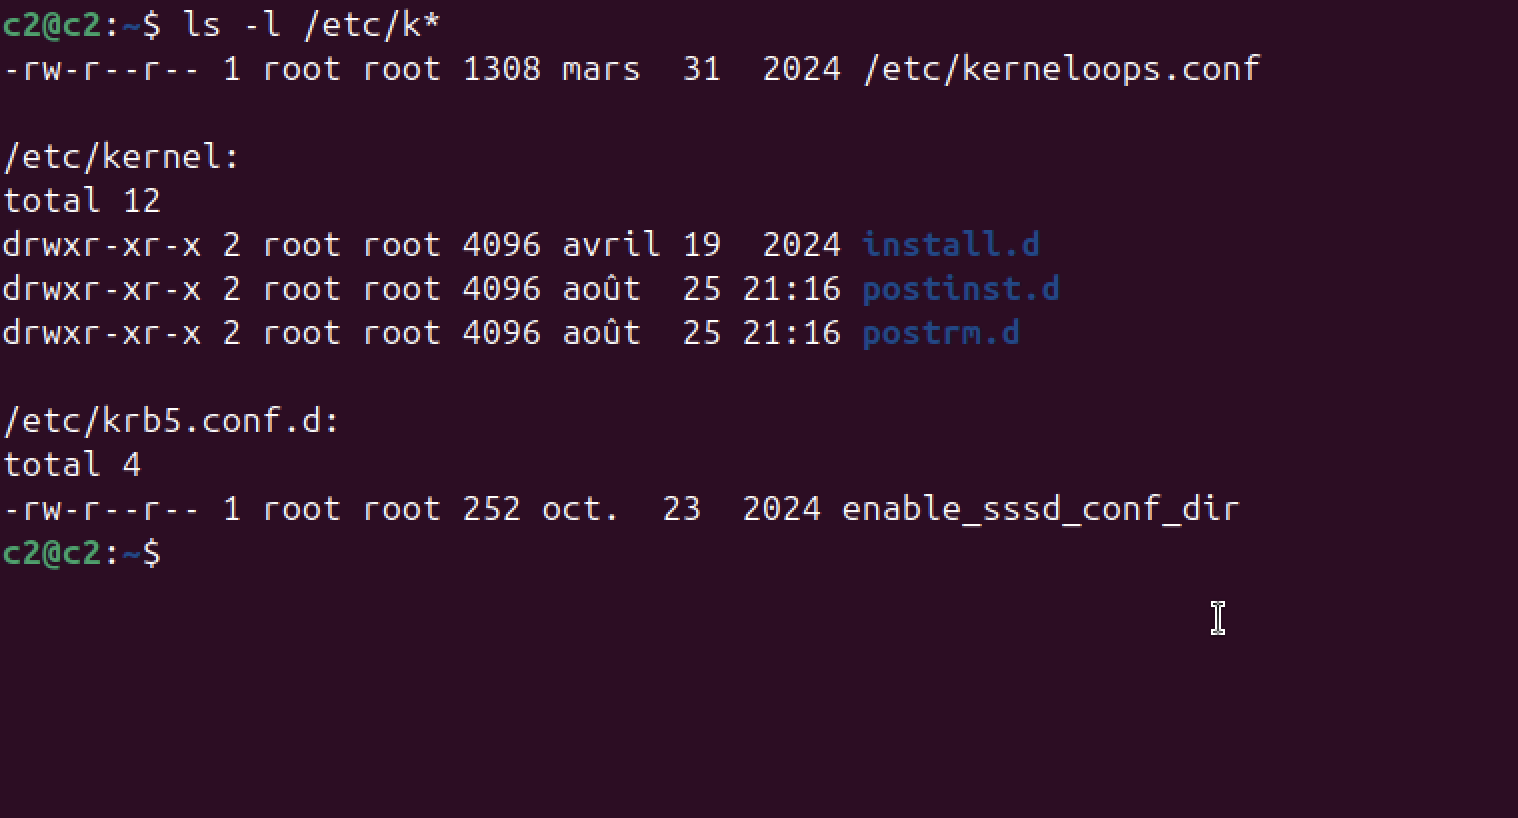 c2@c2:~$ ls -l /etc/k*
-rw-r--r-- 1 root root 1308 mars  31  2024 /etc/kerneloops.conf

/etc/kernel:
total 12
drwxr-xr-x 2 root root 4096 avril 19  2024 install.d
drwxr-xr-x 2 root root 4096 août  25 21:16 postinst.d
drwxr-xr-x 2 root root 4096 août  25 21:16 postrm.d

/etc/krb5.conf.d:
total 4
-rw-r--r-- 1 root root 252 oct.  23  2024 enable_sssd_conf_dir
c2@c2:~$